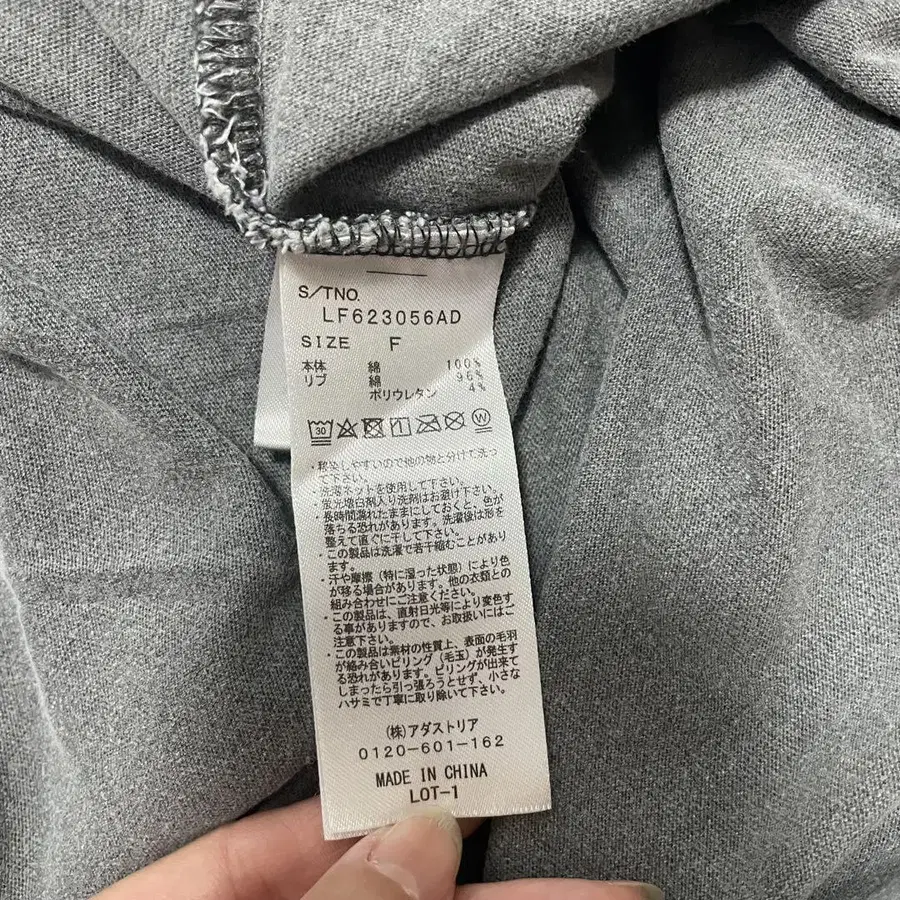 S/TNO.
LF623056AD
SIZE F
本体 綿 100%
リブ 綿 96%
ポリウレタン 4%
30
W
・移染しやすいので他の物と分けて洗っ
て下さい。
・洗濯ネットを使用して下さい。
・蛍光増白剤入り洗剤はお避け下さい。
・長時間濡れたままにしておくと、色が
落ちる恐れがあります。洗濯後は形を
整えて直ぐに干して下さい。
・この製品は洗濯で若干縮むことがあり
ます。
・汗や摩擦（特に湿った状態）により色
が移る場合があります。他の衣類との
組み合わせにご注意ください。
・この製品は、直射日光等により変色す
る事がありますので、お取扱いにはご
注意下さい。
・この製品は素材の性質上、表面の毛羽
が絡み合いピリング（毛玉）が発生す
る恐れがあります。ピリングが出来て
しまったら引っ張ろうとせず、小さな
ハサミで丁寧に取り除いて下さい。
(株)アダストリア
0120-601-162
MADE IN CHINA
LOT-1